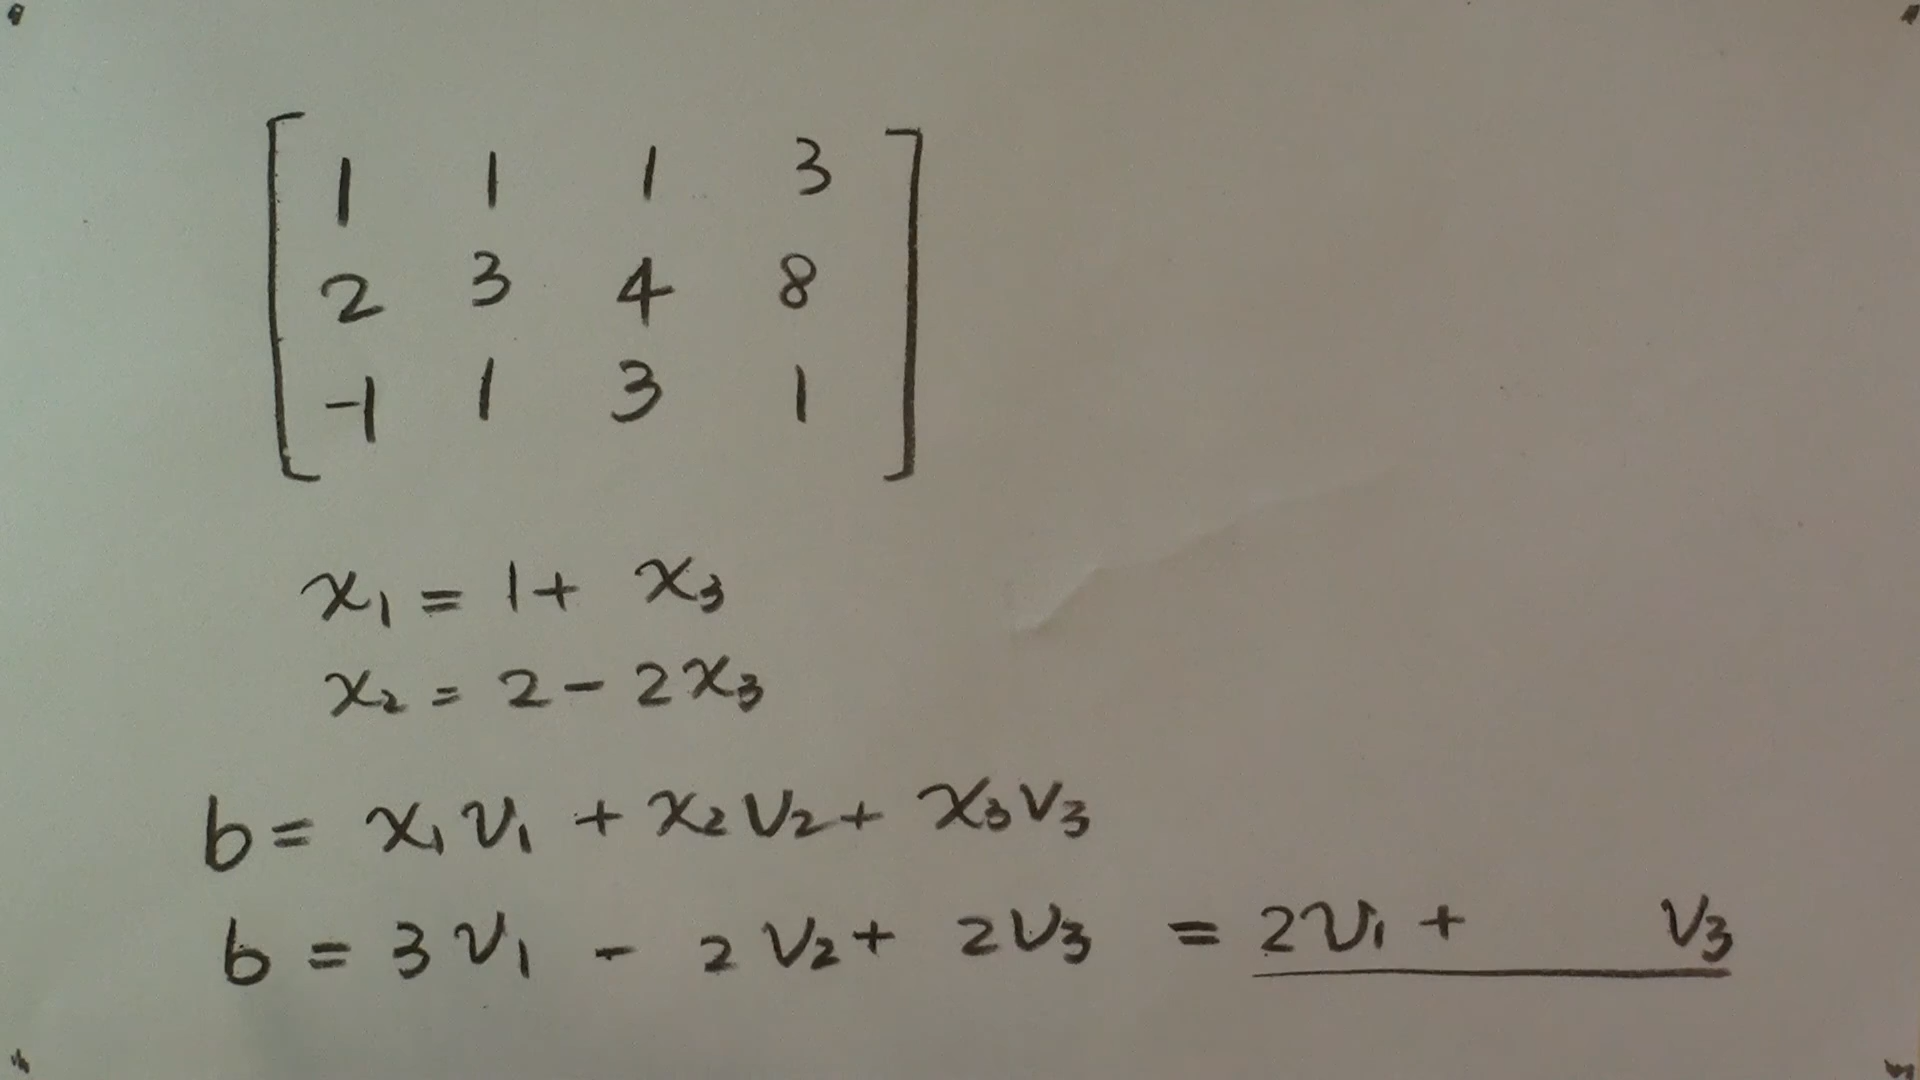 1 1 1 3
2 3 4 8
-1 1 3 1
x₁ = 1 + x₃
x₂ = 2 - 2x₃
b = x₁v₁ + x₂v₂ + x₃v₃
b = 3v₁ - 2v₂ + 2v₃ = 2v₁ + v₃